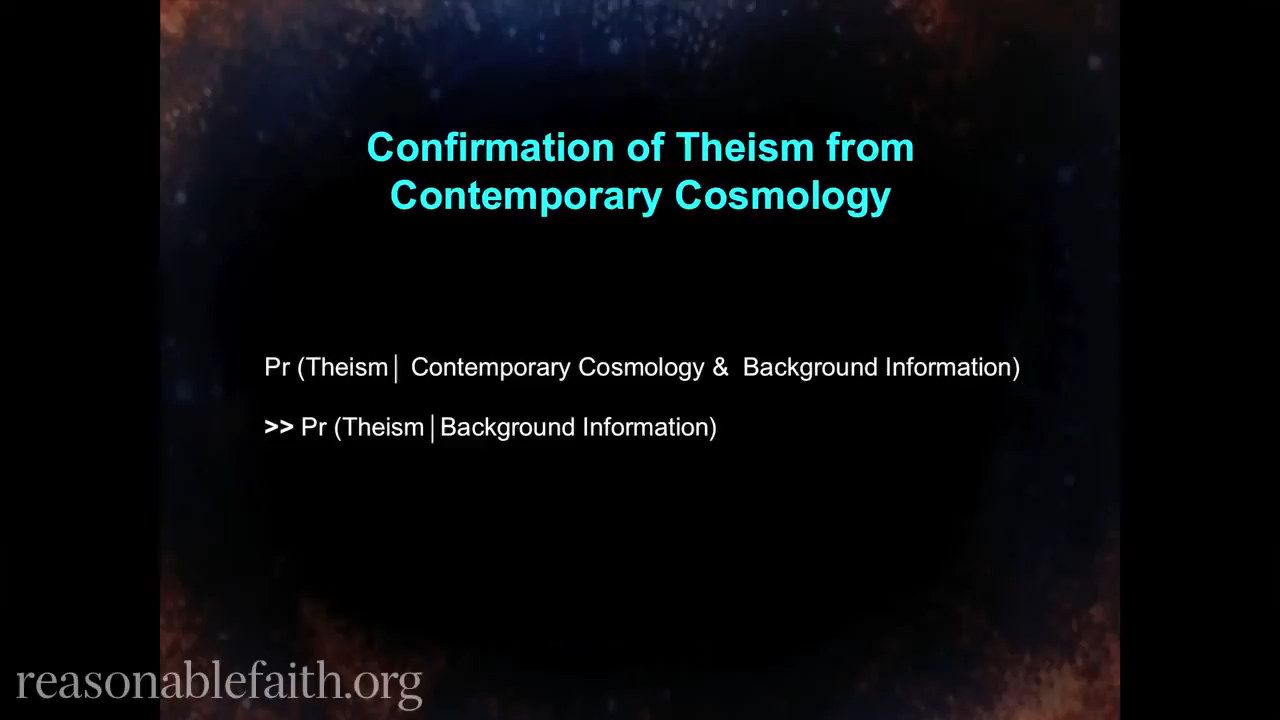 Confirmation of Theism from
Contemporary Cosmology
Pr (Theism│ Contemporary Cosmology & Background Information)
>> Pr (Theism│Background Information)
reasonablefaith.org